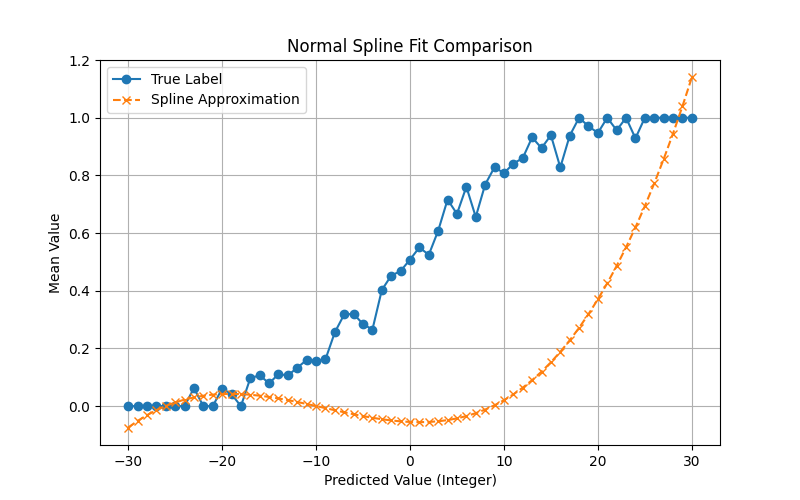 Normal Spline Fit Comparison
True Label
Spline Approximation
Mean Value
1.2
1.0
0.8
0.6
0.4
0.2
0.0
−30
−20
−10
0
10
20
30
Predicted Value (Integer)